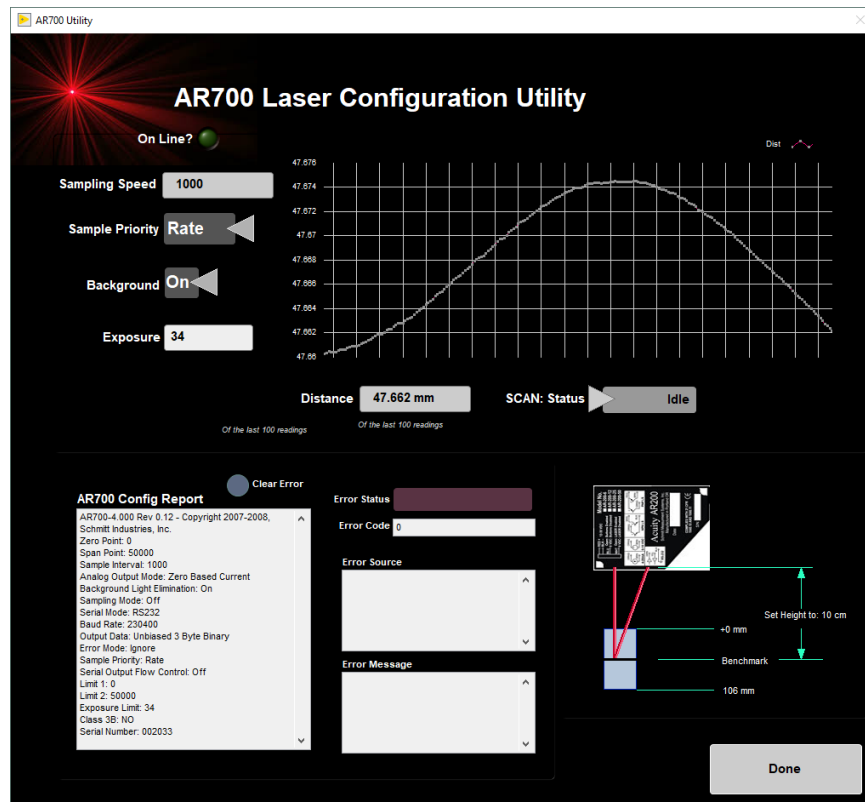 AR700 Utility
AR700 Laser Configuration Utility
On Line?
Dist
Sampling Speed 1000
Sample Priority Rate
Background On
Exposure 34
47.676
47.674
47.672
47.67
47.668
47.666
47.664
47.662
47.66
Distance 47.662 mm
SCAN: Status Idle
Of the last 100 readings
Of the last 100 readings
Clear Error
AR700 Config Report
AR700-4.000 Rev 0.12 - Copyright 2007-2008,
Schmitt Industries, Inc.
Zero Point: 0
Span Point: 50000
Sample Interval: 1000
Analog Output Mode: Zero Based Current
Background Light Elimination: On
Sampling Mode: Off
Serial Mode: RS232
Baud Rate: 230400
Output Data: Unbiased 3 Byte Binary
Error Mode: Ignore
Sample Priority: Rate
Serial Output Flow Control: Off
Limit 1: 0
Limit 2: 50000
Exposure Limit: 34
Class 3B: NO
Serial Number: 002033
Error Status
Error Code 0
Error Source
Error Message
Model No.
Acuity AR200
Set Height to: 10 cm
+0 mm
Benchmark
106 mm
Done